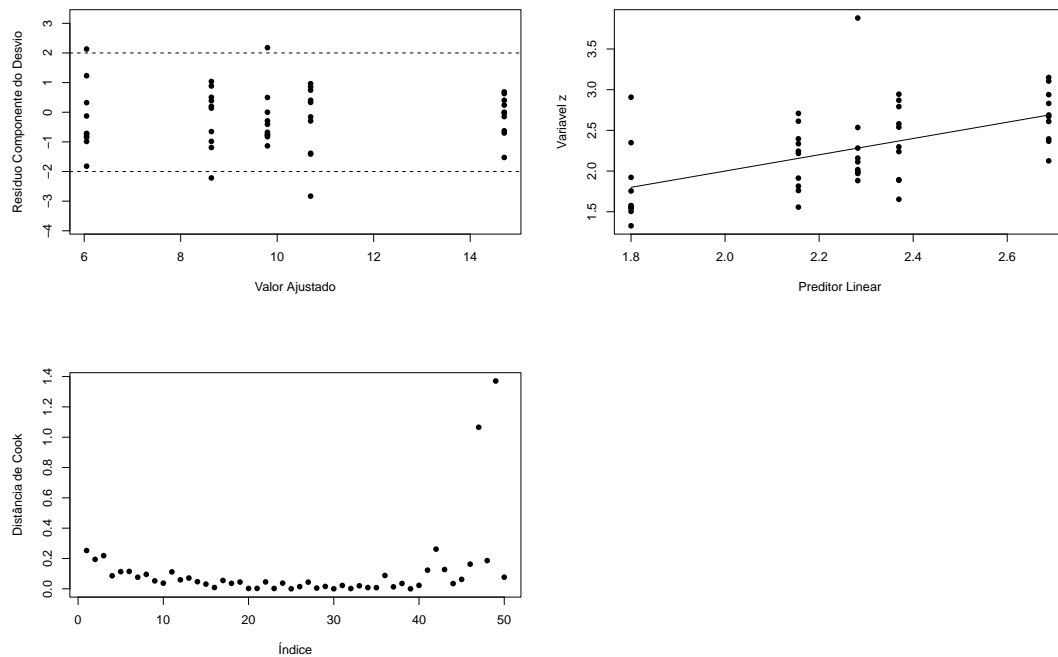 Resíduo Componente do Desvio
3
2
1
0
-1
-2
-3
-4
6 8 10 12 14
Valor Ajustado
Variavel z
3.5
3.0
2.5
2.0
1.5
1.8 2.0 2.2 2.4 2.6
Preditor Linear
Distância de Cook
1.4
1.2
1.0
0.8
0.6
0.4
0.2
0.0
0 10 20 30 40 50
Índice